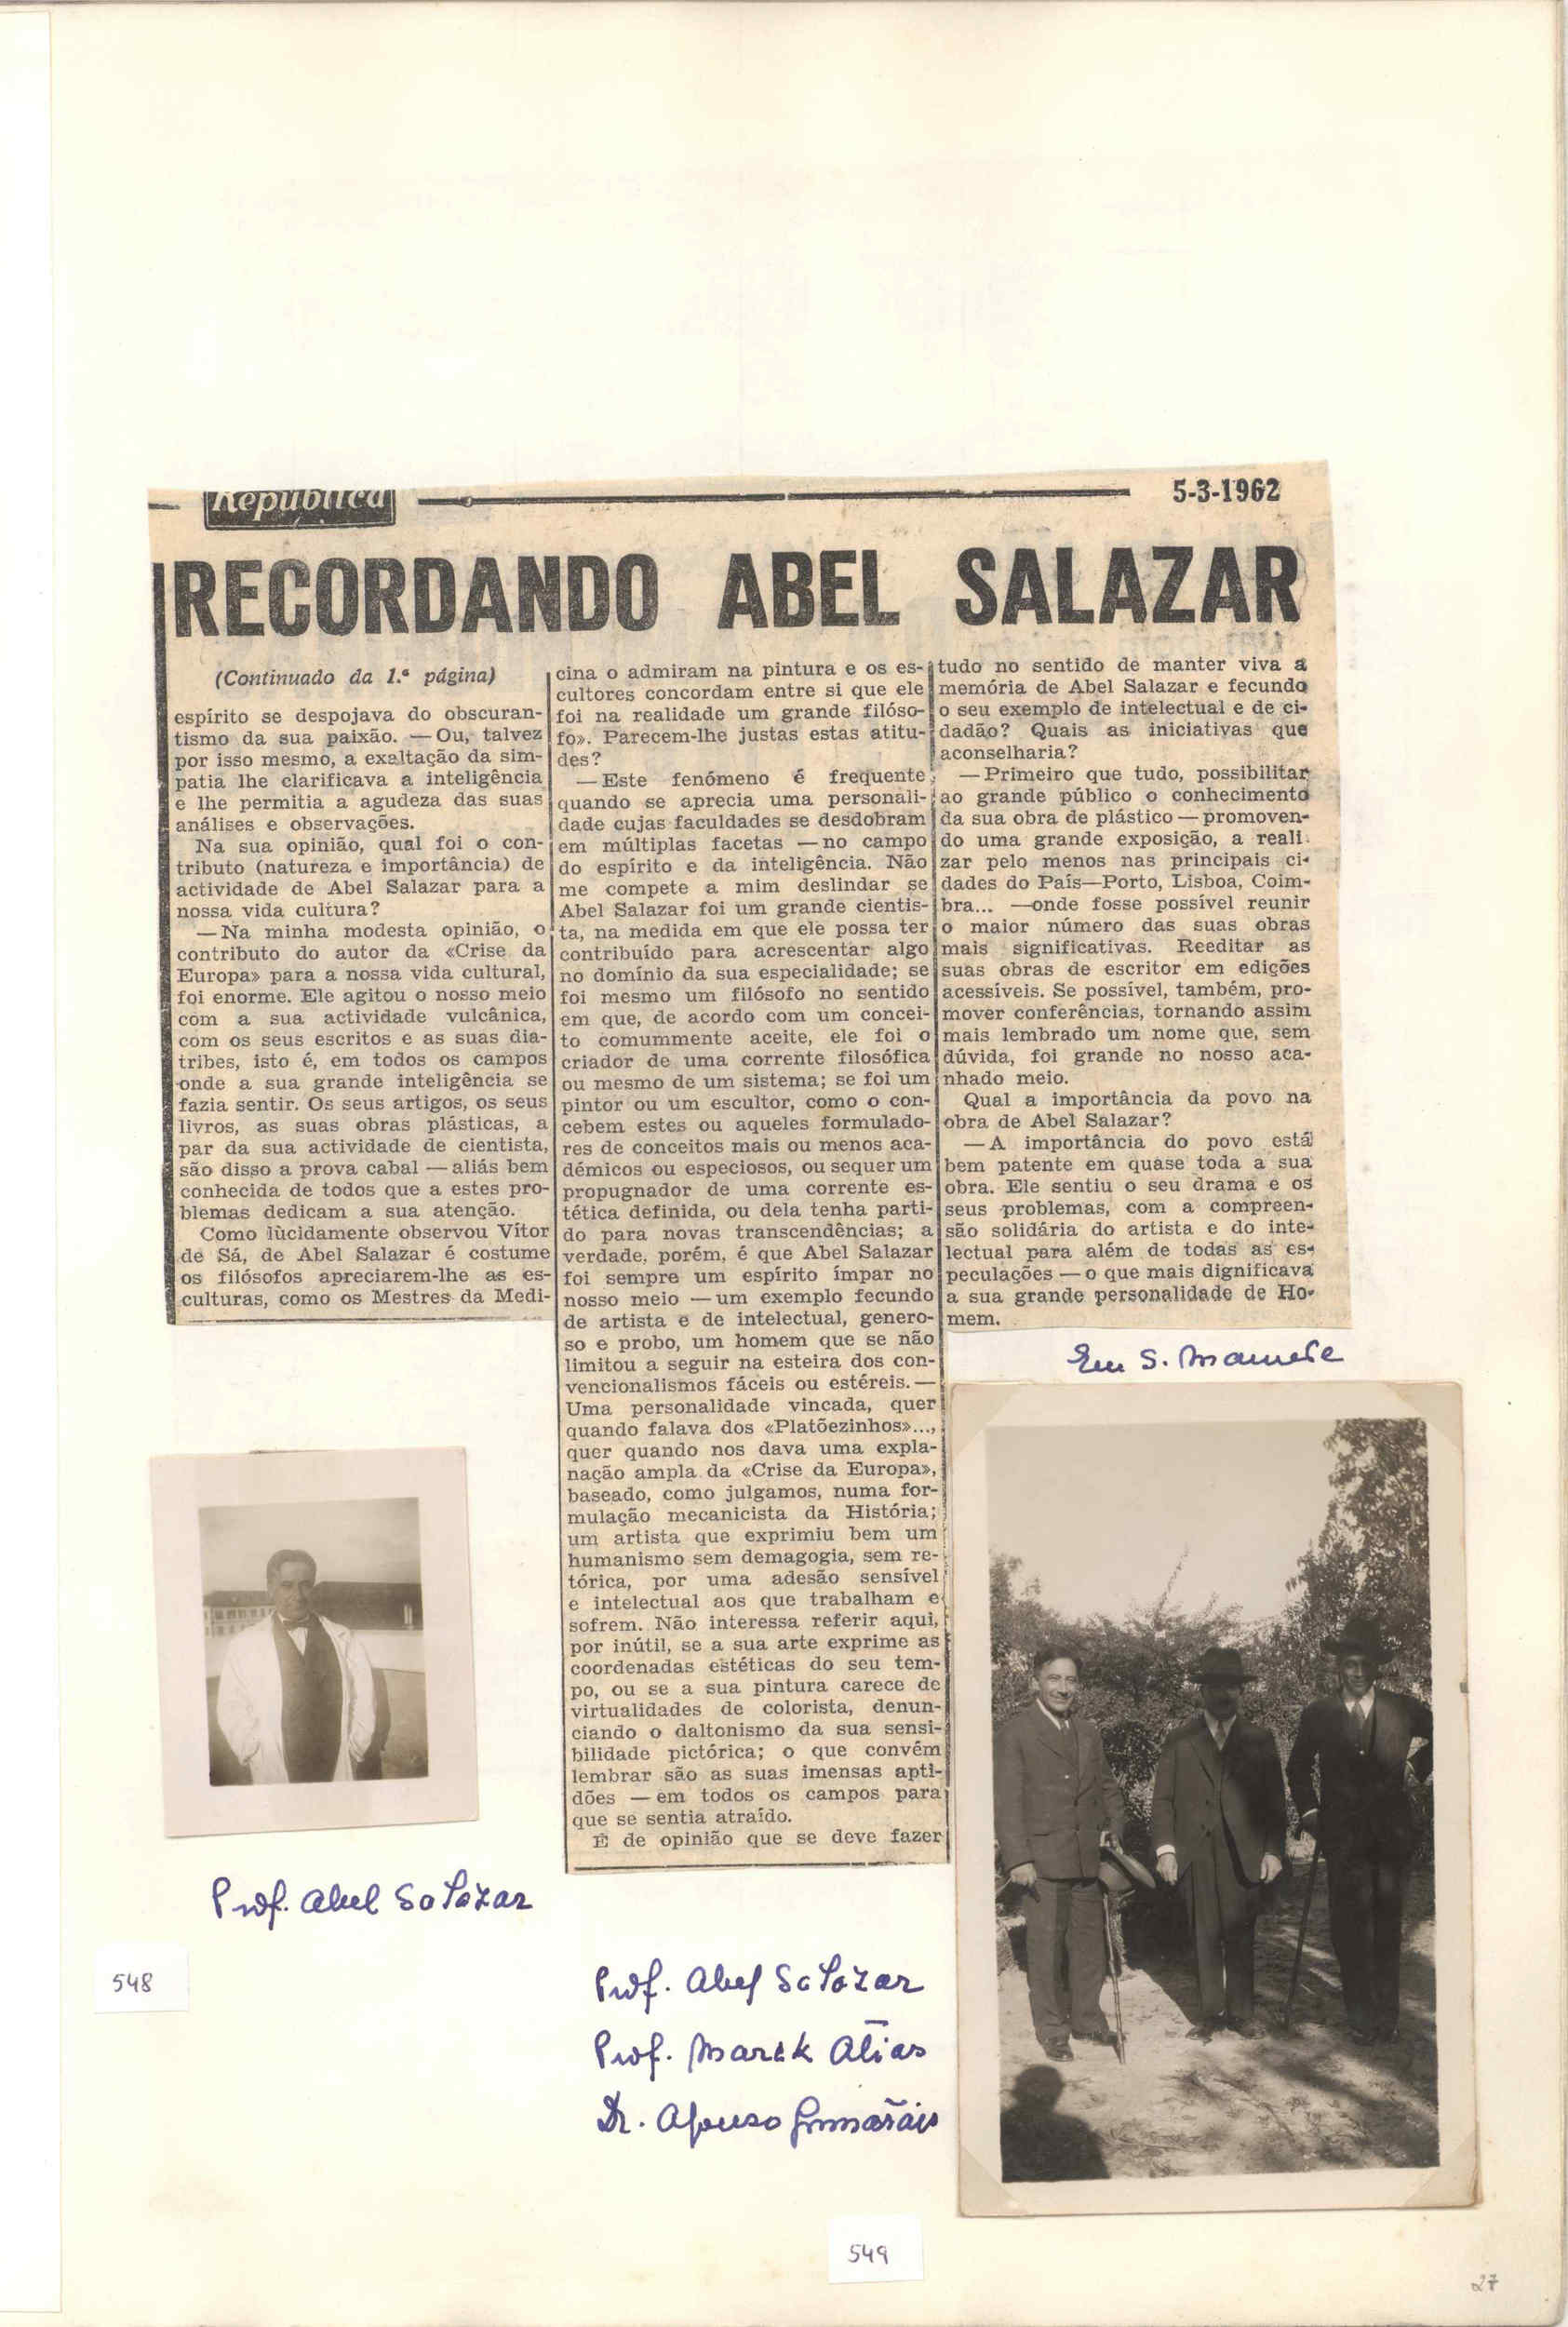 República
5-3-1962
RECORDANDO ABEL SALAZAR
(Continuado da 1.ª página)
espírito se despojava do obscuran-
tismo da sua paixão. — Ou, talvez
por isso mesmo, a exaltação da sim-
patia lhe clarificava a inteligência
e lhe permitia a agudeza das suas
análises e observações.
Na sua opinião, qual foi o con-
tributo (natureza e importância) de
actividade de Abel Salazar para a
nossa vida cultura?
— Na minha modesta opinião, o
contributo do autor da «Crise da
Europa» para a nossa vida cultural,
foi enorme. Ele agitou o nosso meio
com a sua actividade vulcânica,
com os seus escritos e as suas dia-
tribes, isto é, em todos os campos
onde a sua grande inteligência se
fazia sentir. Os seus artigos, os seus
livros, as suas obras plásticas, a
par da sua actividade de cientista,
são disso a prova cabal — aliás bem
conhecida de todos que a estes pro-
blemas dedicam a sua atenção.
Como lùcidamente observou Vítor
de Sá, de Abel Salazar é costume
os filósofos apreciarem-lhe as es-
culturas, como os Mestres da Medi-
cina o admiram na pintura e os es-
cultores concordam entre si que ele
foi na realidade um grande filóso-
fo». Parecem-lhe justas estas atitu-
des?
— Este fenómeno é frequente
quando se aprecia uma personali-
dade cujas faculdades se desdobram
em múltiplas facetas — no campo
do espírito e da inteligência. Não
me compete a mim deslindar se
Abel Salazar foi um grande cientis-
ta, na medida em que ele possa ter
contribuído para acrescentar algo
no domínio da sua especialidade; se
foi mesmo um filósofo no sentido
em que, de acordo com um concei-
to comummente aceite, ele foi o
criador de uma corrente filosófica
ou mesmo de um sistema; se foi um
pintor ou um escultor, como o con-
cebem estes ou aqueles formulado-
res de conceitos mais ou menos aca-
démicos ou especiosos, ou sequer um
propugnador de uma corrente es-
tética definida, ou dela tenha parti-
do para novas transcendências; a
verdade, porém, é que Abel Salazar
foi sempre um espírito ímpar no
nosso meio — um exemplo fecundo
de artista e de intelectual, genero-
so e probo, um homem que se não
limitou a seguir na esteira dos con-
vencionalismos fáceis ou estéreis. —
Uma personalidade vincada, quer
quando falava dos «Platõezinhos»...,
quer quando nos dava uma expla-
nação ampla da «Crise da Europa»,
baseado, como julgamos, numa for-
mulação mecanicista da História;
um artista que exprimiu bem um
humanismo sem demagogia, sem re-
tórica, por uma adesão sensível
e intelectual aos que trabalham e
sofrem. Não interessa referir aqui,
por inútil, se a sua arte exprime as
coordenadas estéticas do seu tem-
po, ou se a sua pintura carece de
virtualidades de colorista, denun-
ciando o daltonismo da sua sensi-
bilidade pictórica; o que convém
lembrar são as suas imensas apti-
dões — em todos os campos para
que se sentia atraído.
É de opinião que se deve fazer
tudo no sentido de manter viva a
memória de Abel Salazar e fecundo
o seu exemplo de intelectual e de ci-
dadão? Quais as iniciativas que
aconselharia?
— Primeiro que tudo, possibilitar
ao grande público o conhecimento
da sua obra de plástico — promoven-
do uma grande exposição, a reali-
zar pelo menos nas principais ci-
dades do País—Porto, Lisboa, Coim-
bra... —onde fosse possível reunir
o maior número das suas obras
mais significativas. Reeditar as
suas obras de escritor em edições
acessíveis. Se possível, também, pro-
mover conferências, tornando assim
mais lembrado um nome que, sem
dúvida, foi grande no nosso aca-
nhado meio.
Qual a importância da povo na
obra de Abel Salazar?
— A importância do povo está
bem patente em quase toda a sua
obra. Ele sentiu o seu drama e os
seus problemas, com a compreen-
são solidária do artista e do inte-
lectual para além de todas as es-
peculações — o que mais dignificava
a sua grande personalidade de Ho-
mem.
Em S. Mamede
Prof. Abel Salazar
548
Prof. Abel Salazar
Prof. Marck Atias
Dr. Afonso Guimarães
549
27